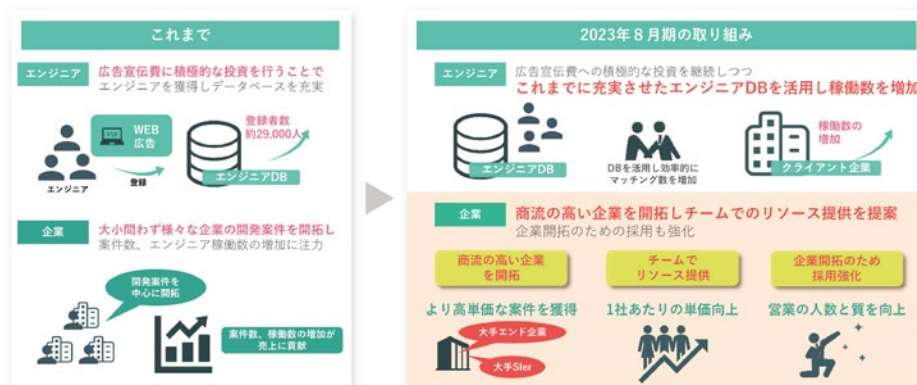 これまで
エンジニア
広告宣伝費に積極的な投資を行うことで
エンジニアを獲得しデータベースを充実
WEB
広告
登録者数
約29,000人
エンジニア
登録
エンジニアDB
企業
大小問わず様々な企業の開発案件を開拓し
案件数、エンジニア稼働数の増加に注力
開発案件を
中心に開拓
案件数、稼働数の増加が
売上に貢献
2023年8月期の取り組み
エンジニア
広告宣伝費への積極的な投資を継続しつつ
これまでに充実させたエンジニアDBを活用し稼働数を増加
エンジニアDB
DBを活用し効率的に
マッチング数を増加
稼働数の
増加
クライアント企業
企業
商流の高い企業を開拓しチームでのリソース提供を提案
企業開拓のための採用も強化
商流の高い企業
を開拓
チームで
リソース提供
企業開拓のため
採用強化
より高単価な案件を獲得
1社あたりの単価向上
営業の人数と質を向上
大手エンド企業
大手SIer